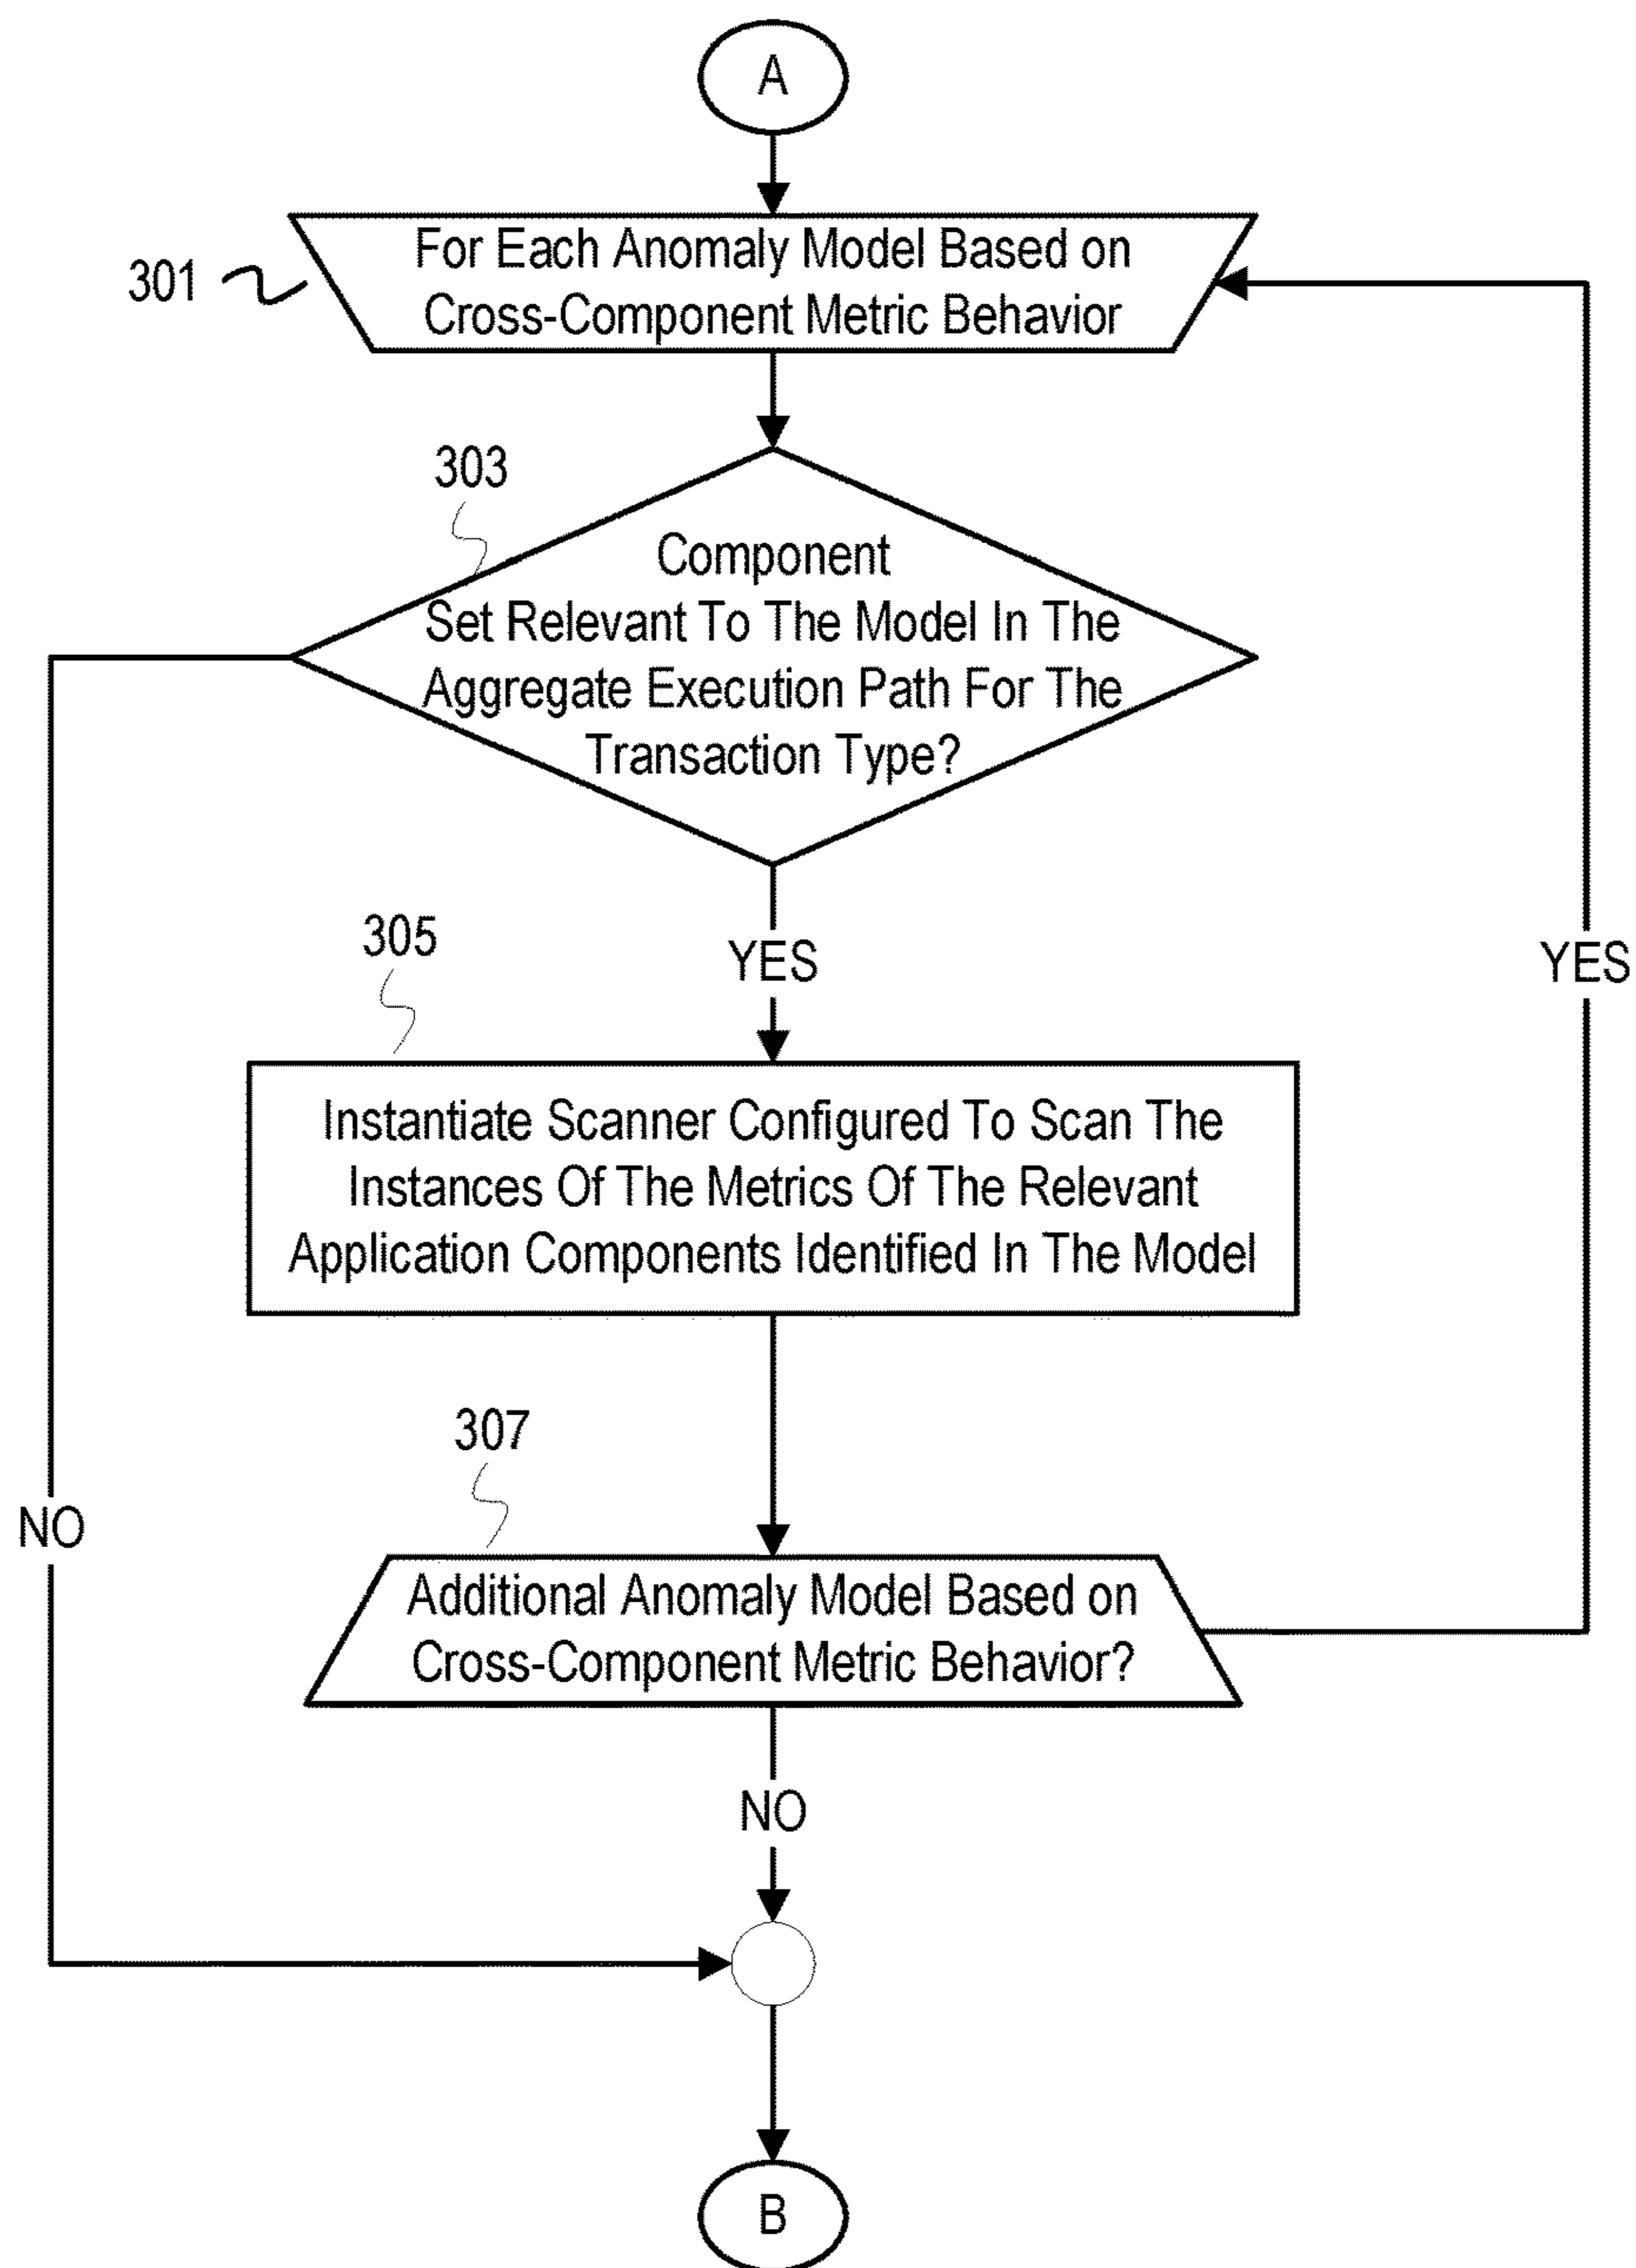 A
For Each Anomaly Model Based on
Cross-Component Metric Behavior
301
303
Component
Set Relevant To The Model In The
Aggregate Execution Path For The
Transaction Type?
305
YES
YES
Instantiate Scanner Configured To Scan The
Instances Of The Metrics Of The Relevant
Application Components Identified In The Model
307
NO
Additional Anomaly Model Based on
Cross-Component Metric Behavior?
NO
B